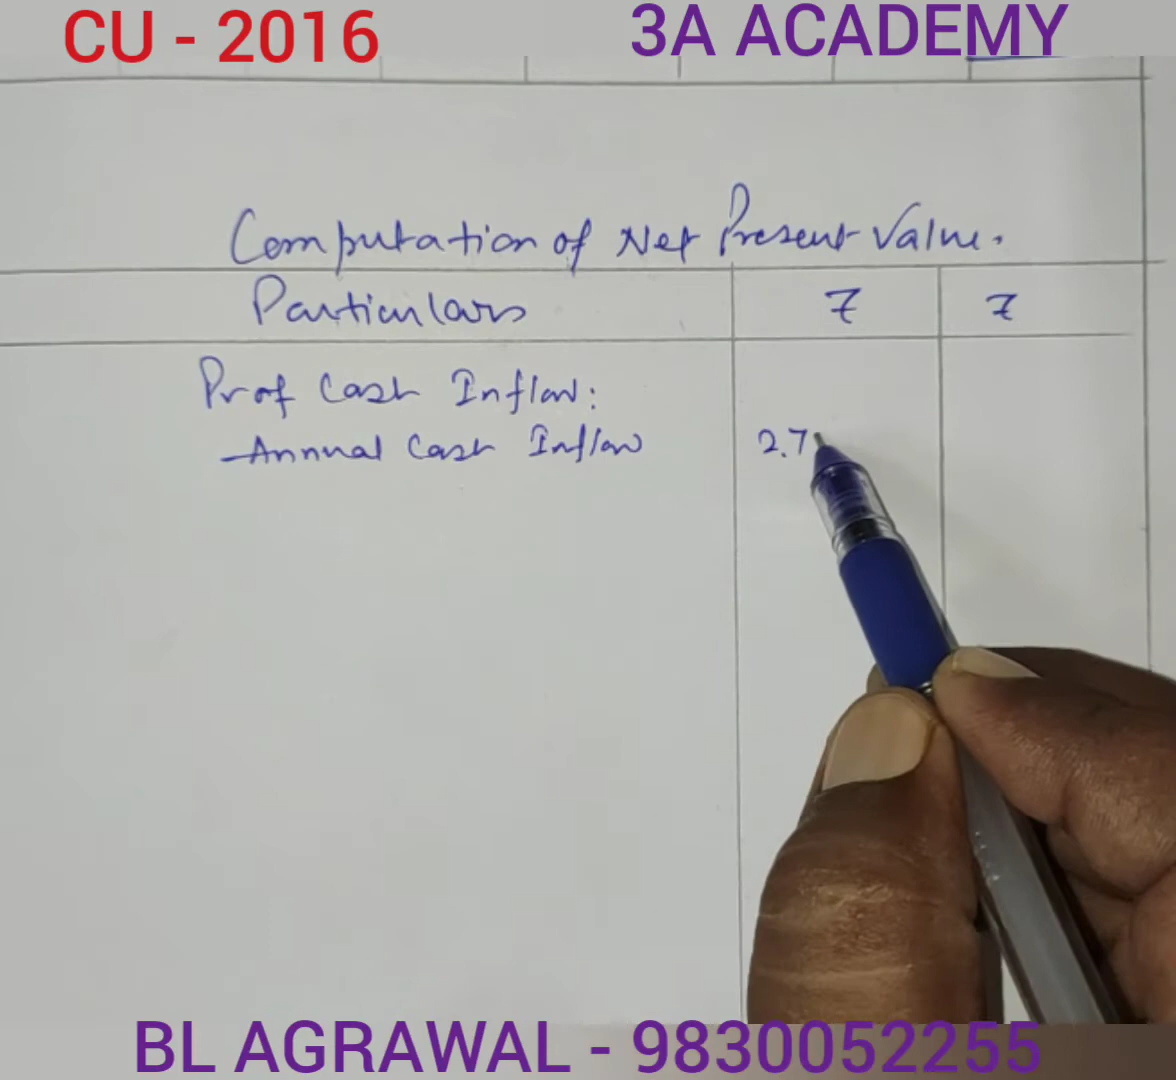 CU - 2016 3A ACADEMY
Computation of Net Present Value.
Particulars ₹ ₹
P.V of Cash Inflow:
Annual Cash Inflow 2.7
BL AGRAWAL - 9830052255